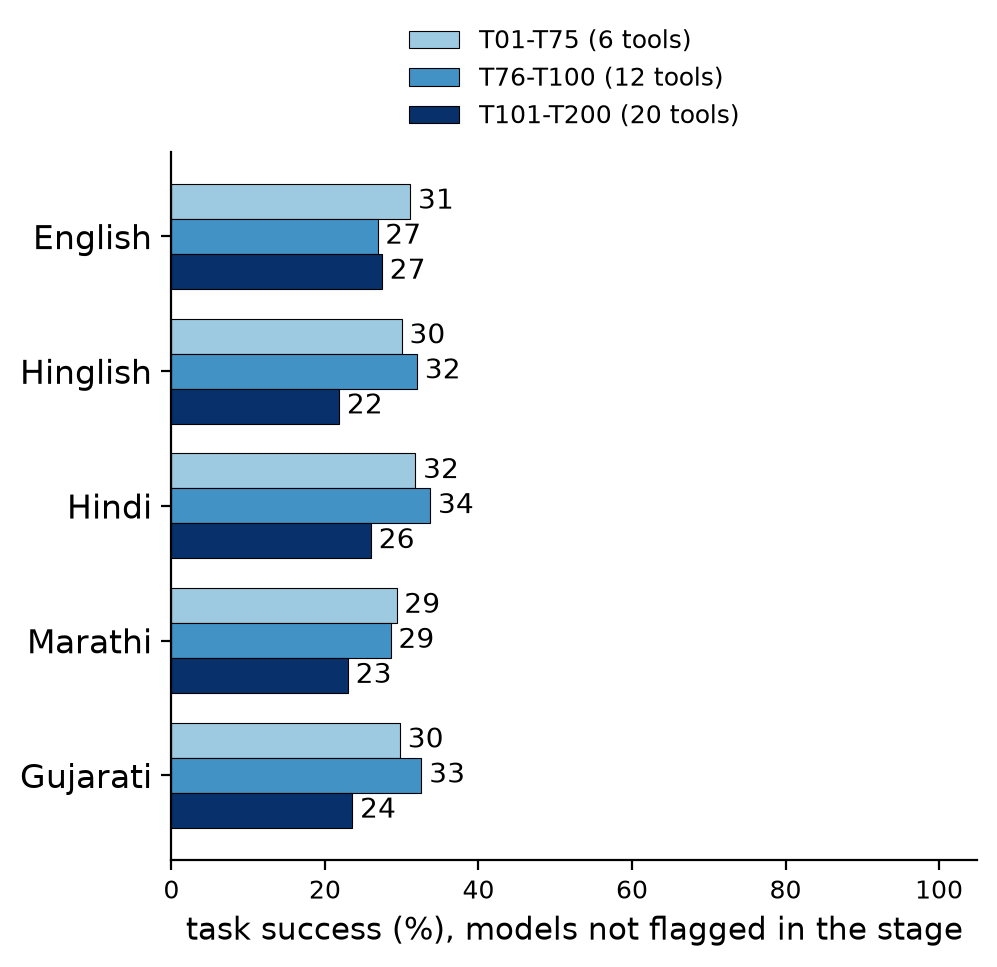 T01-T75 (6 tools)
T76-T100 (12 tools)
T101-T200 (20 tools)
English
31
27
27
Hinglish
30
32
22
Hindi
32
34
26
Marathi
29
29
23
Gujarati
30
33
24
0 20 40 60 80 100
task success (%), models not flagged in the stage